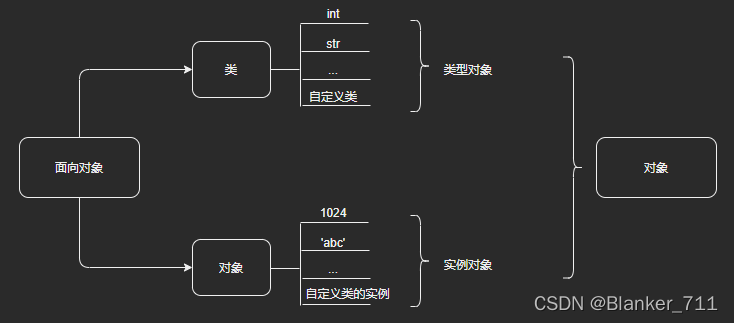 int
str
...
自定义类
类
类型对象
面向对象
对象
1024
'abc'
...
自定义类的实例
对象
实例对象
CSDN @Blanker_711